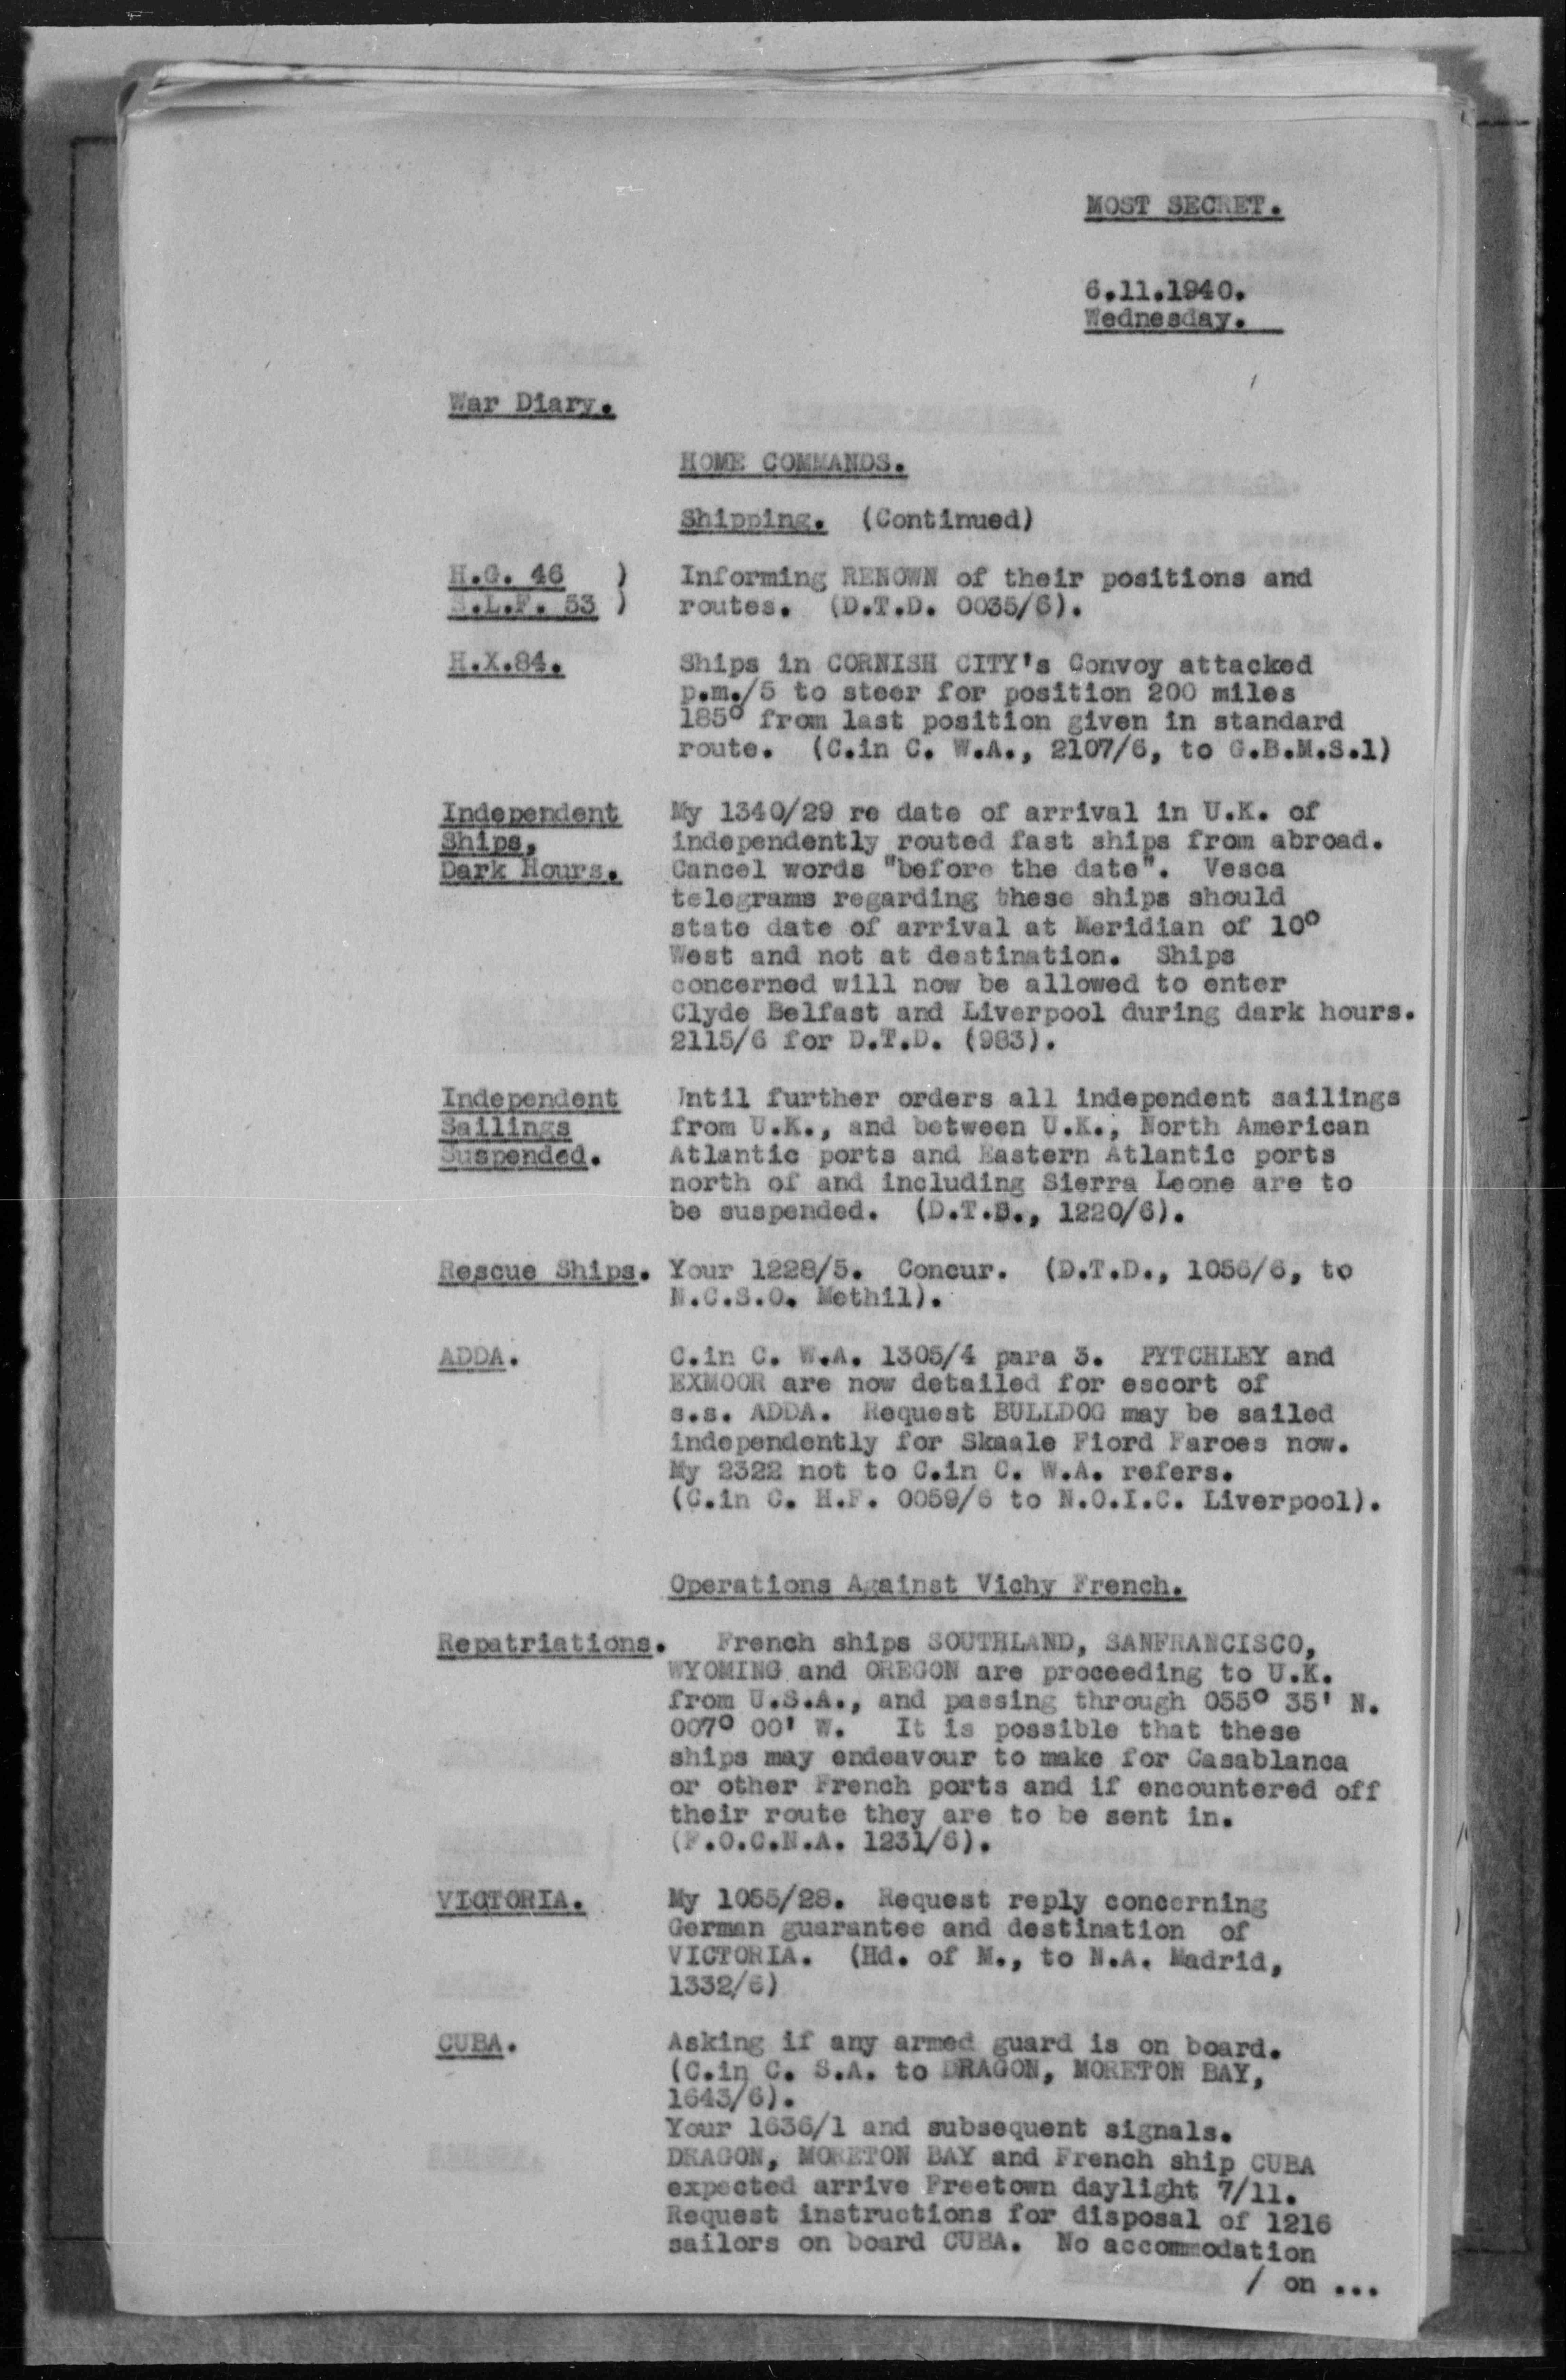 MOST SECRET.
6.11.1940.
Wednesday.
War Diary.
HOME COMMANDS.
Shipping. (Continued)
H.G. 46 ) Informing RENOWN of their positions and
S.L.F. 53 ) routes. (D.T.D. 0035/6).
H.X.84. Ships in CORNISH CITY's Convoy attacked
p.m./5 to steer for position 200 miles
185° from last position given in standard
route. (C.in C. W.A., 2107/6, to G.B.M.S.1)
Independent My 1340/29 re date of arrival in U.K. of
Ships, independently routed fast ships from abroad.
Dark Hours. Cancel words "before the date". Vesca
telegrams regarding these ships should
state date of arrival at Meridian of 10°
West and not at destination. Ships
concerned will now be allowed to enter
Clyde Belfast and Liverpool during dark hours.
2115/6 for D.T.D. (983).
Independent Until further orders all independent sailings
Sailings from U.K., and between U.K., North American
Suspended. Atlantic ports and Eastern Atlantic ports
north of and including Sierra Leone are to
be suspended. (D.T.D., 1220/6).
Rescue Ships. Your 1228/5. Concur. (D.T.D., 1056/6, to
N.C.S.O. Methil).
ADDA. C.in C. W.A. 1305/4 para 3. PYTCHLEY and
EXMOOR are now detailed for escort of
s.s. ADDA. Request BULLDOG may be sailed
independently for Skaale Fiord Faroes now.
My 2322 not to C.in C. W.A. refers.
(C.in C. H.F. 0059/6 to N.O.I.C. Liverpool).
Operations Against Vichy French.
Repatriations. French ships SOUTHLAND, SANFRANCISCO,
WYOMING and OREGON are proceeding to U.K.
from U.S.A., and passing through 055° 35' N.
007° 00' W. It is possible that these
ships may endeavour to make for Casablanca
or other French ports and if encountered off
their route they are to be sent in.
(F.O.C.N.A. 1231/6).
VICTORIA. My 1055/28. Request reply concerning
German guarantee and destination of
VICTORIA. (Hd. of M., to N.A. Madrid,
1332/6)
CUBA. Asking if any armed guard is on board.
(C.in C. S.A. to DRAGON, MORETON BAY,
1643/6).
Your 1636/1 and subsequent signals.
DRAGON, MORETON BAY and French ship CUBA
expected arrive Freetown daylight 7/11.
Request instructions for disposal of 1216
sailors on board CUBA. No accommodation
/ on ...